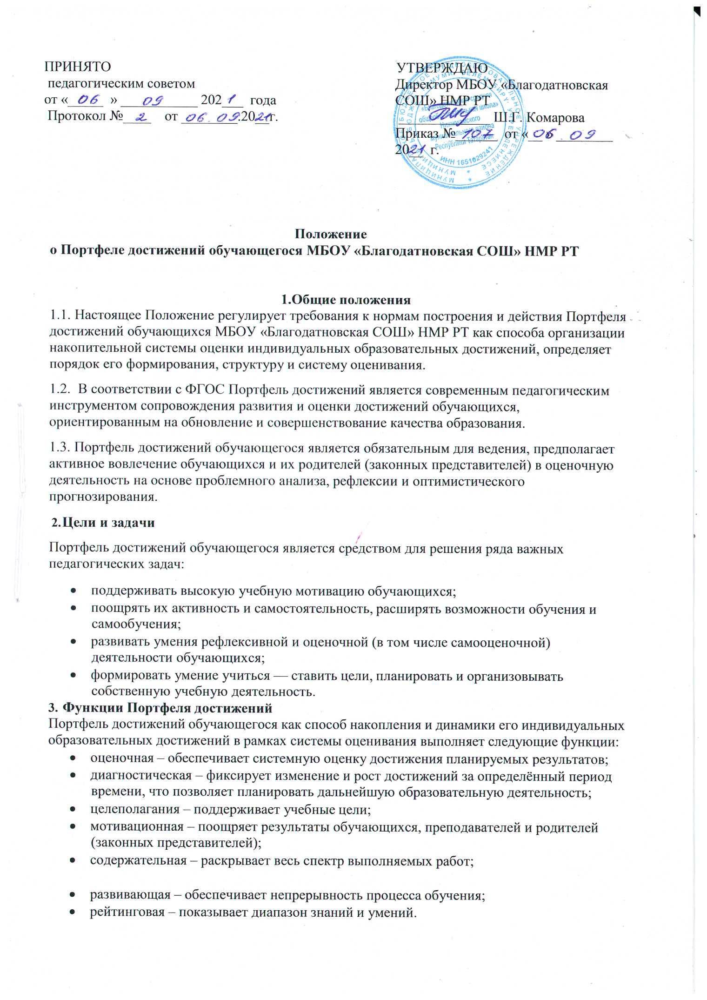 ПРИНЯТО
педагогическим советом
от «06» 09 2021 года
Протокол № 2 от 06.09.2021г.
УТВЕРЖДАЮ
Директор МБОУ «Благодатновская
СОШ» НМР РТ
Ш.Г. Комарова
Приказ № 107 от «06» 09
2021 г.
«Благодатновская средняя
общеобразовательная школа»
Нижнекамского
муниципального района
Республики Татарстан
ИНН 1651029241
Положение
о Портфеле достижений обучающегося МБОУ «Благодатновская СОШ» НМР РТ
1.Общие положения
1.1. Настоящее Положение регулирует требования к нормам построения и действия Портфеля
достижений обучающихся МБОУ «Благодатновская СОШ» НМР РТ как способа организации
накопительной системы оценки индивидуальных образовательных достижений, определяет
порядок его формирования, структуру и систему оценивания.
1.2. В соответствии с ФГОС Портфель достижений является современным педагогическим
инструментом сопровождения развития и оценки достижений обучающихся,
ориентированным на обновление и совершенствование качества образования.
1.3. Портфель достижений обучающегося является обязательным для ведения, предполагает
активное вовлечение обучающихся и их родителей (законных представителей) в оценочную
деятельность на основе проблемного анализа, рефлексии и оптимистического
прогнозирования.
2.Цели и задачи
Портфель достижений обучающегося является средством для решения ряда важных
педагогических задач:
• поддерживать высокую учебную мотивацию обучающихся;
• поощрять их активность и самостоятельность, расширять возможности обучения и
самообучения;
• развивать умения рефлексивной и оценочной (в том числе самооценочной)
деятельности обучающихся;
• формировать умение учиться — ставить цели, планировать и организовывать
собственную учебную деятельность.
3. Функции Портфеля достижений
Портфель достижений обучающегося как способ накопления и динамики его индивидуальных
образовательных достижений в рамках системы оценивания выполняет следующие функции:
• оценочная – обеспечивает системную оценку достижения планируемых результатов;
• диагностическая – фиксирует изменение и рост достижений за определённый период
времени, что позволяет планировать дальнейшую образовательную деятельность;
• целеполагания – поддерживает учебные цели;
• мотивационная – поощряет результаты обучающихся, преподавателей и родителей
(законных представителей);
• содержательная – раскрывает весь спектр выполняемых работ;
• развивающая – обеспечивает непрерывность процесса обучения;
• рейтинговая – показывает диапазон знаний и умений.